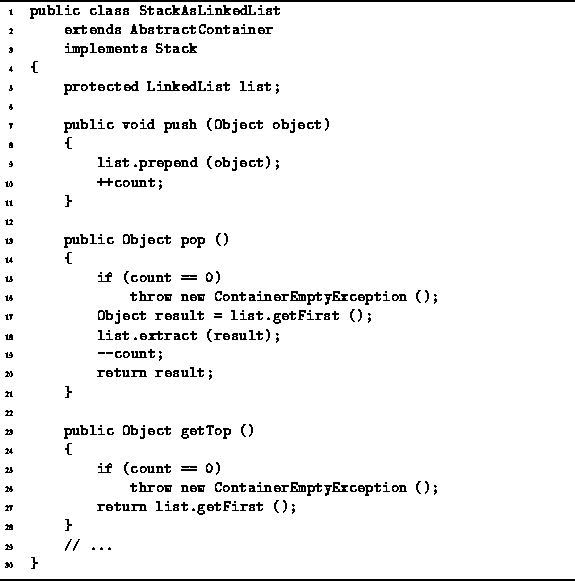 1 public class StackAsLinkedList
2 extends AbstractContainer
3 implements Stack
4 {
5 protected LinkedList list;
6
7 public void push (Object object)
8 {
9 list.prepend (object);
10 ++count;
11 }
12
13 public Object pop ()
14 {
15 if (count == 0)
16 throw new ContainerEmptyException ();
17 Object result = list.getFirst ();
18 list.extract (result);
19 --count;
20 return result;
21 }
22
23 public Object getTop ()
24 {
25 if (count == 0)
26 throw new ContainerEmptyException ();
27 return list.getFirst ();
28 }
29 // ...
30 }